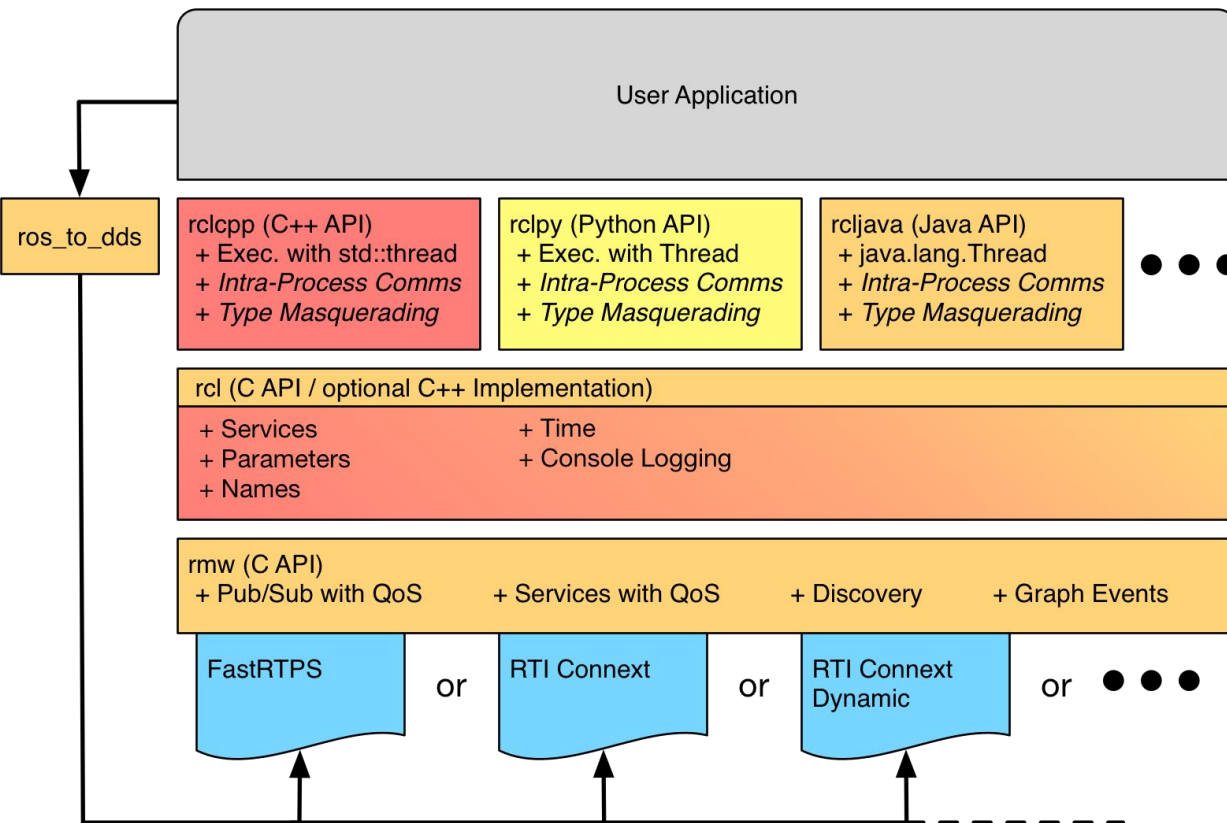 User Application
ros_to_dds
rclcpp (C++ API)
+ Exec. with std::thread
+ Intra-Process Comms
+ Type Masquerading
rclpy (Python API)
+ Exec. with Thread
+ Intra-Process Comms
+ Type Masquerading
rcljava (Java API)
+ java.lang.Thread
+ Intra-Process Comms
+ Type Masquerading
rcl (C API / optional C++ Implementation)
+ Services
+ Parameters
+ Names
+ Time
+ Console Logging
rmw (C API)
+ Pub/Sub with QoS + Services with QoS + Discovery + Graph Events
FastRTPS
or
RTI Connext
or
RTI Connext
Dynamic
or